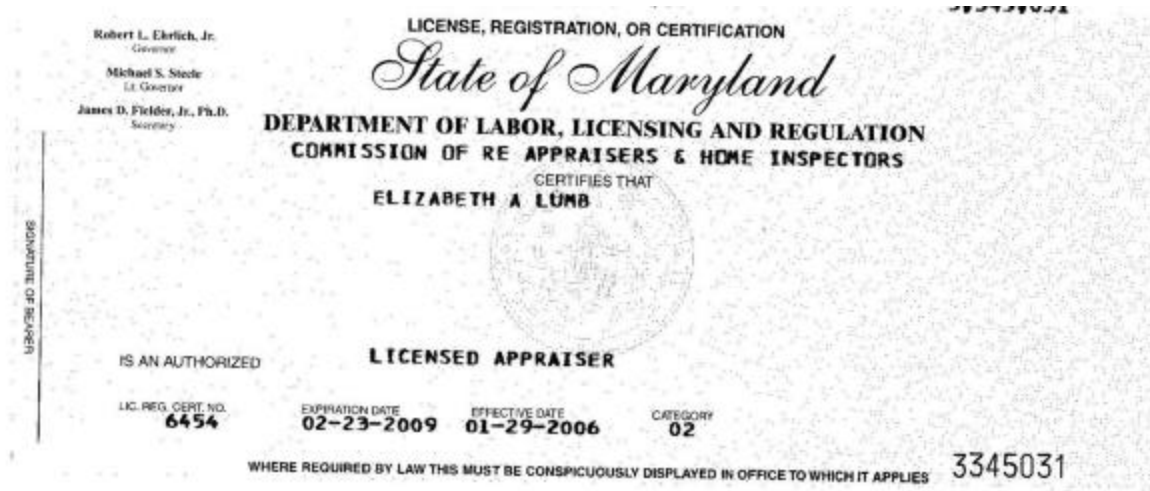 Robert L. Ehrlich, Jr.
Governor
Michael S. Steele
Lt. Governor
James D. Fielder, Jr., Ph.D.
Secretary
LICENSE, REGISTRATION, OR CERTIFICATION
State of Maryland
DEPARTMENT OF LABOR, LICENSING AND REGULATION
COMMISSION OF RE APPRAISERS & HOME INSPECTORS
CERTIFIES THAT
ELIZABETH A LUMB
SIGNATURE OF BEARER
IS AN AUTHORIZED LICENSED APPRAISER
LIC. REG. CERT. NO. EXPIRATION DATE EFFECTIVE DATE CATEGORY
6454 02-23-2009 01-29-2006 02
WHERE REQUIRED BY LAW THIS MUST BE CONSPICUOUSLY DISPLAYED IN OFFICE TO WHICH IT APPLIES 3345031